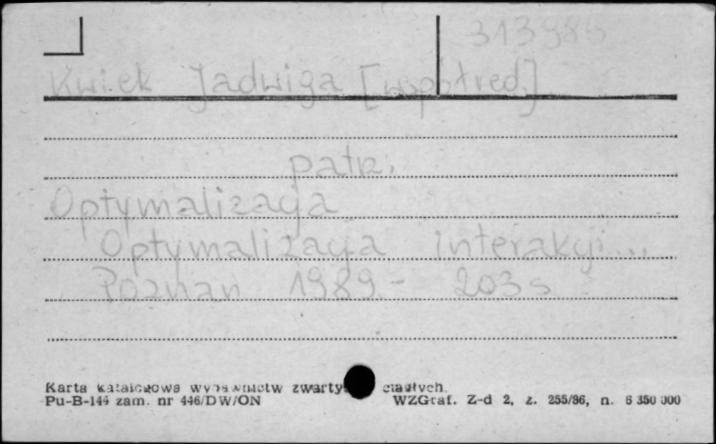 Kwiek Jadwiga [współred.]
patrz.
Optymalizacja
Optymalizacja interakcji...
Poznań 1989.- 203 s
Karta katalogowa wydawnictw zwartych ciągłych.
Pu-B-144 zam. nr 446/DW/ON WZGraf. Z-d 2, z. 255/86, n. 6 350 000